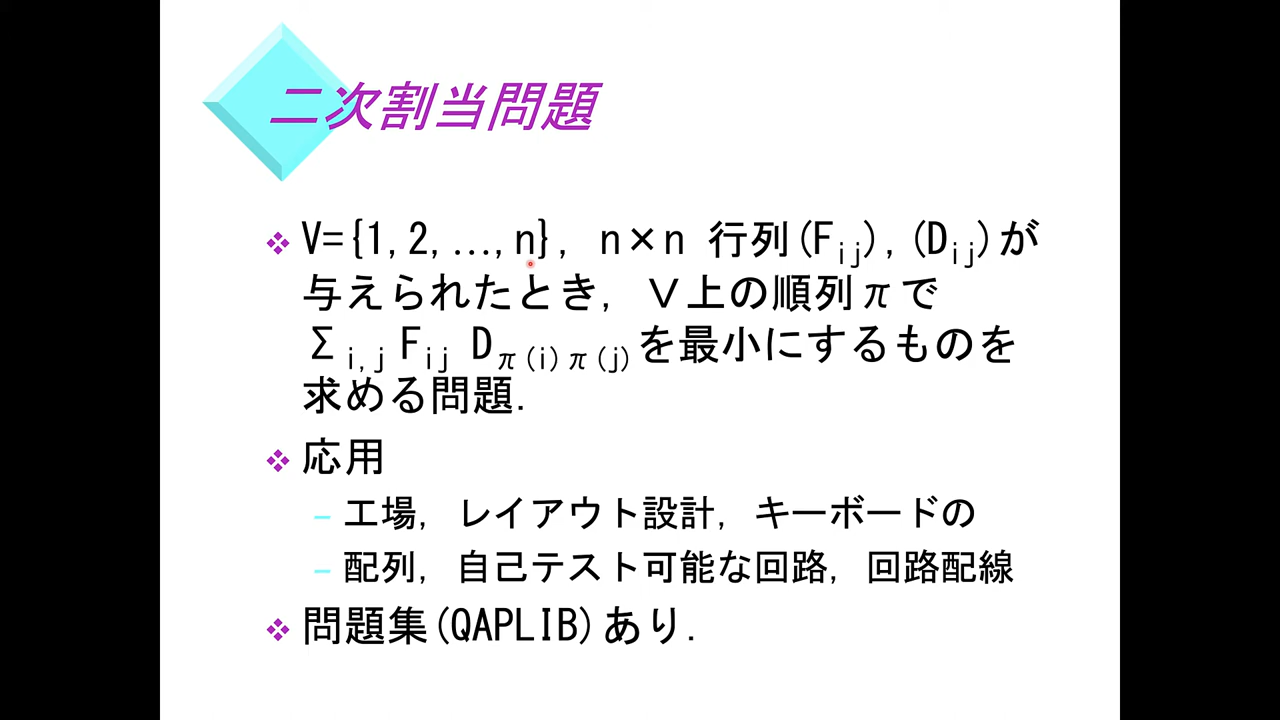 二次割当問題
V={1,2,...,n}, n×n 行列(Fij),(Dij)が
与えられたとき, V上の順列πで
Σi,j Fij Dπ(i)π(j)を最小にするものを
求める問題.
応用
– 工場, レイアウト設計, キーボードの
– 配列, 自己テスト可能な回路, 回路配線
問題集(QAPLIB)あり.